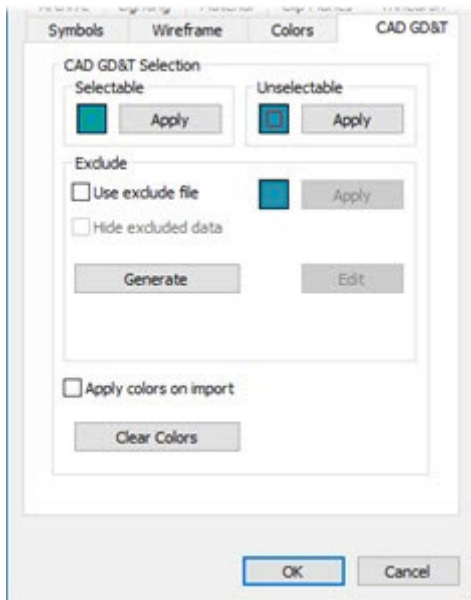 Symbols Wireframe Colors CAD GD&T
CAD GD&T Selection
Selectable Unselectable
Apply Apply
Exclude
Use exclude file Apply
Hide excluded data
Generate Edit
Apply colors on import
Clear Colors
OK Cancel